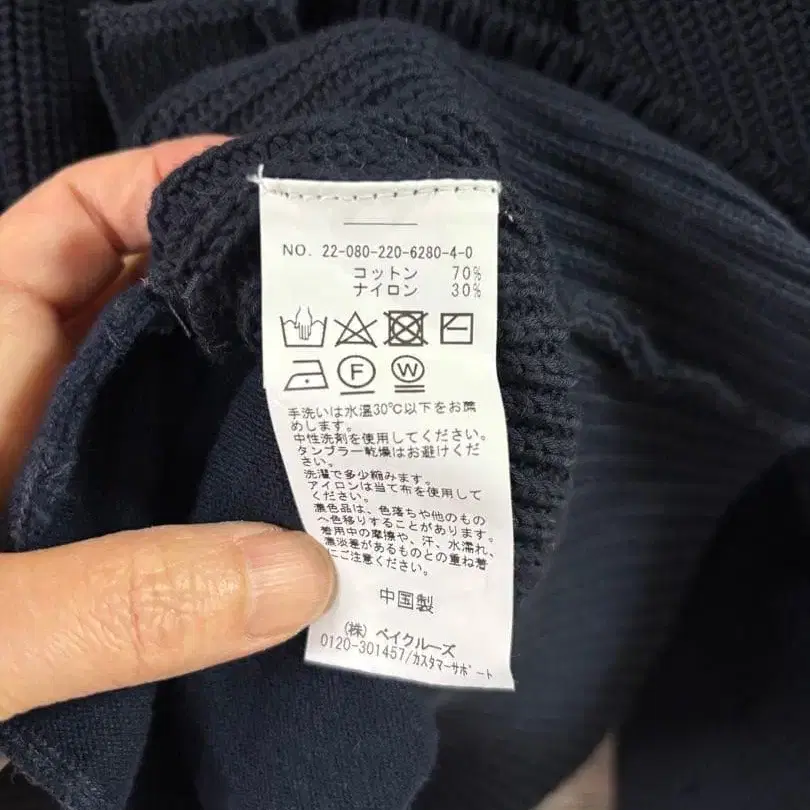 NO. 22-080-220-6280-4-0
コットン 70%
ナイロン 30%
F W
手洗いは水温30℃以下をお薦
めします。
中性洗剤を使用してください。
タンブラー乾燥はお避けくだ
さい。
洗濯で多少縮みます。
アイロンは当て布を使用して
ください。
濃色品は、色落ちや他のもの
へ色移りすることがあります。
着用中の摩擦や、汗、水濡れ、
濃淡差があるものとの重ね着
にご注意ください。
中国製
(株) ベイクルーズ
0120-301457/カスタマーサポート